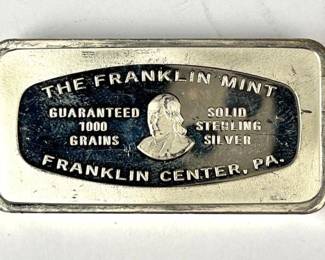 THE FRANKLIN MINT
GUARANTEED
1000
GRAINS
SOLID
STERLING
SILVER
FRANKLIN CENTER, PA.